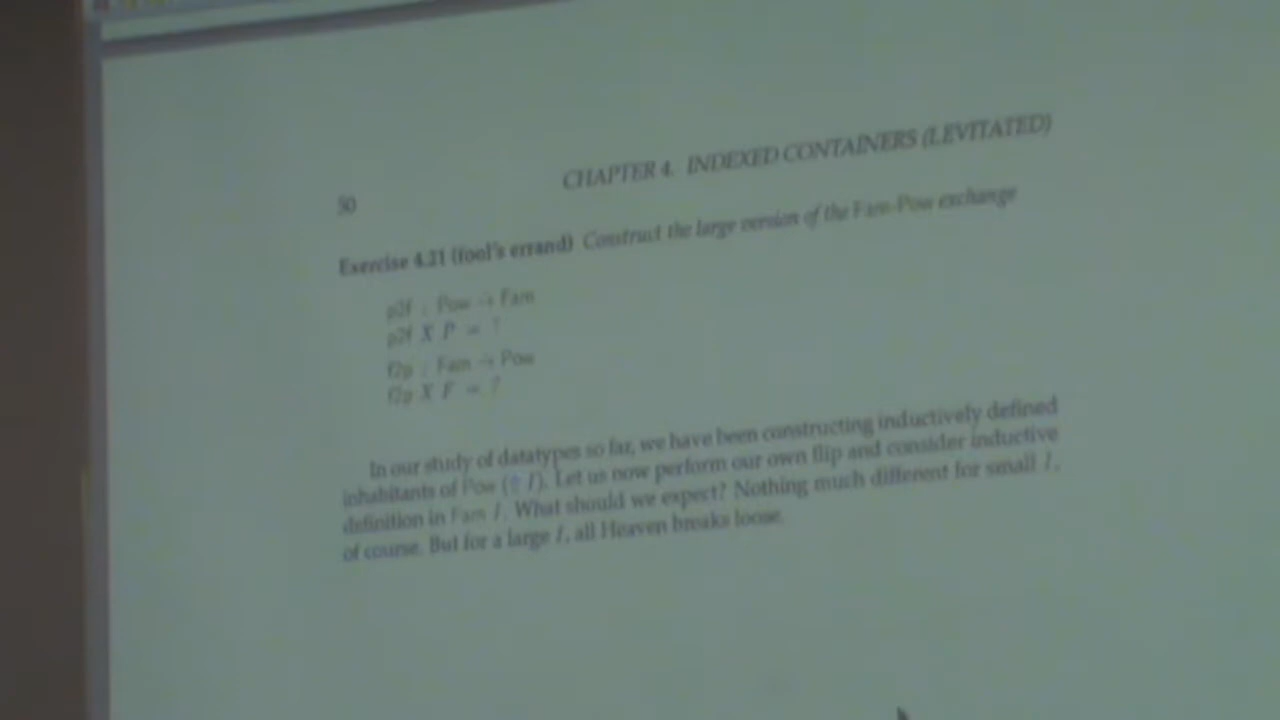 CHAPTER 4. INDEXED CONTAINERS (LEVITATED)
50
Exercise 4.21 (fool's errand) Construct the large version of the Fam-Pow exchange
p2f : Pow → Fam
p2f X P = ?
f2p : Fam → Pow
f2p X F = ?
In our study of datatypes so far, we have been constructing inductively defined
inhabitants of Pow (⇑ I). Let us now perform our own flip and consider inductive
definition in Fam I. What should we expect? Nothing much different for small I,
of course. But for a large I, all Heaven breaks loose.